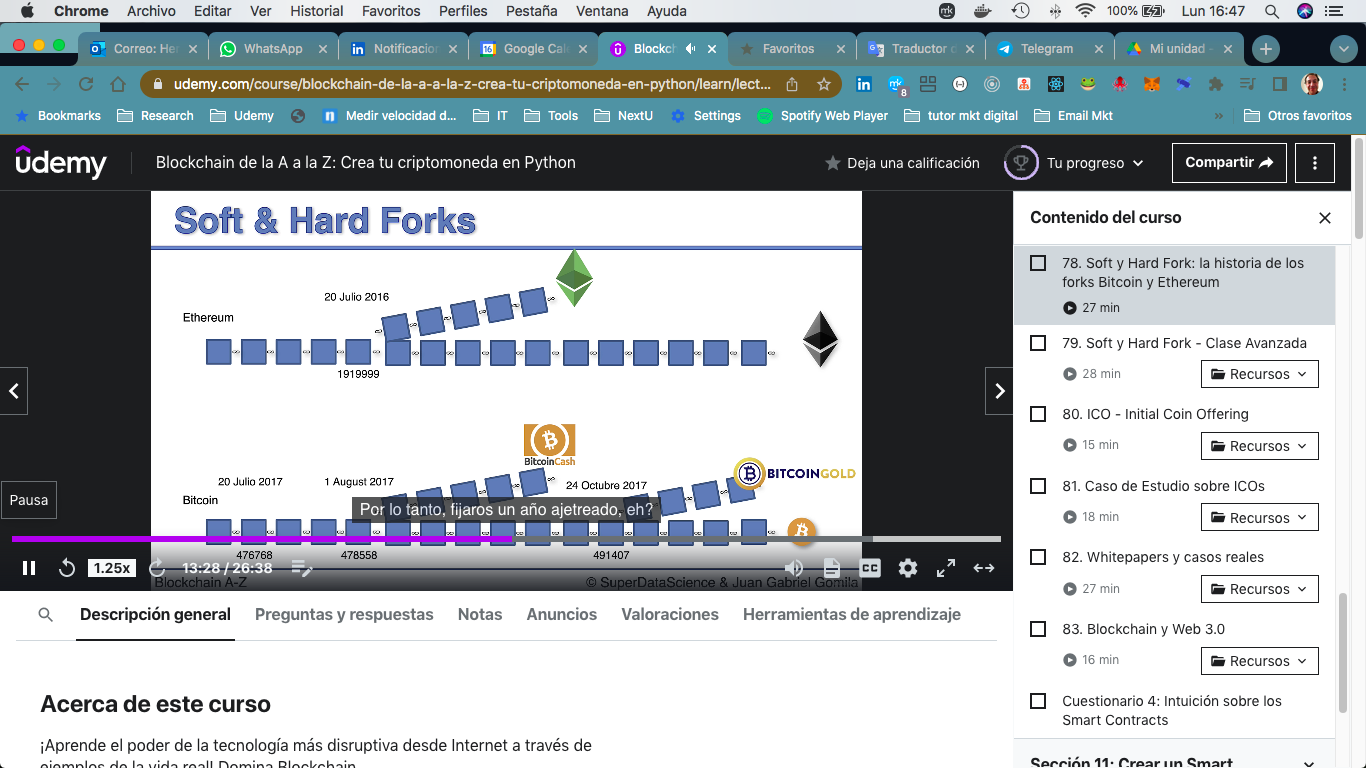 Chrome Archivo Editar Ver Historial Favoritos Perfiles Pestaña Ventana Ayuda 100% Lun 16:47
Correo: Her WhatsApp Notificacion Google Cale Blockch Favoritos Traductor d Telegram Mi unidad -
udemy.com/course/blockchain-de-la-a-a-la-z-crea-tu-criptomoneda-en-python/learn/lect... 8
Bookmarks Research Udemy Medir velocidad d... IT Tools NextU Settings Spotify Web Player tutor mkt digital Email Mkt » Otros favoritos
ûdemy Blockchain de la A a la Z: Crea tu criptomoneda en Python Deja una calificación Tu progreso Compartir
Soft & Hard Forks
20 Julio 2016
Ethereum
1919999
BitcoinCash
BITCOINGOLD
20 Julio 2017 1 August 2017 24 Octubre 2017
Bitcoin
Por lo tanto, fijaros un año ajetreado, eh?
476768 478558 491407
Pausa
1.25x 13:28 / 26:38 CC
Blockchain A-Z © SuperDataScience & Juan Gabriel Gomila
Contenido del curso
78. Soft y Hard Fork: la historia de los
forks Bitcoin y Ethereum
27 min
79. Soft y Hard Fork - Clase Avanzada
28 min Recursos
80. ICO - Initial Coin Offering
15 min Recursos
81. Caso de Estudio sobre ICOs
18 min Recursos
82. Whitepapers y casos reales
27 min Recursos
83. Blockchain y Web 3.0
16 min Recursos
Cuestionario 4: Intuición sobre los
Smart Contracts
Sección 11: Crear un Smart
Descripción general Preguntas y respuestas Notas Anuncios Valoraciones Herramientas de aprendizaje
Acerca de este curso
¡Aprende el poder de la tecnología más disruptiva desde Internet a través de
ejemplos de la vida real! Domina Blockchain